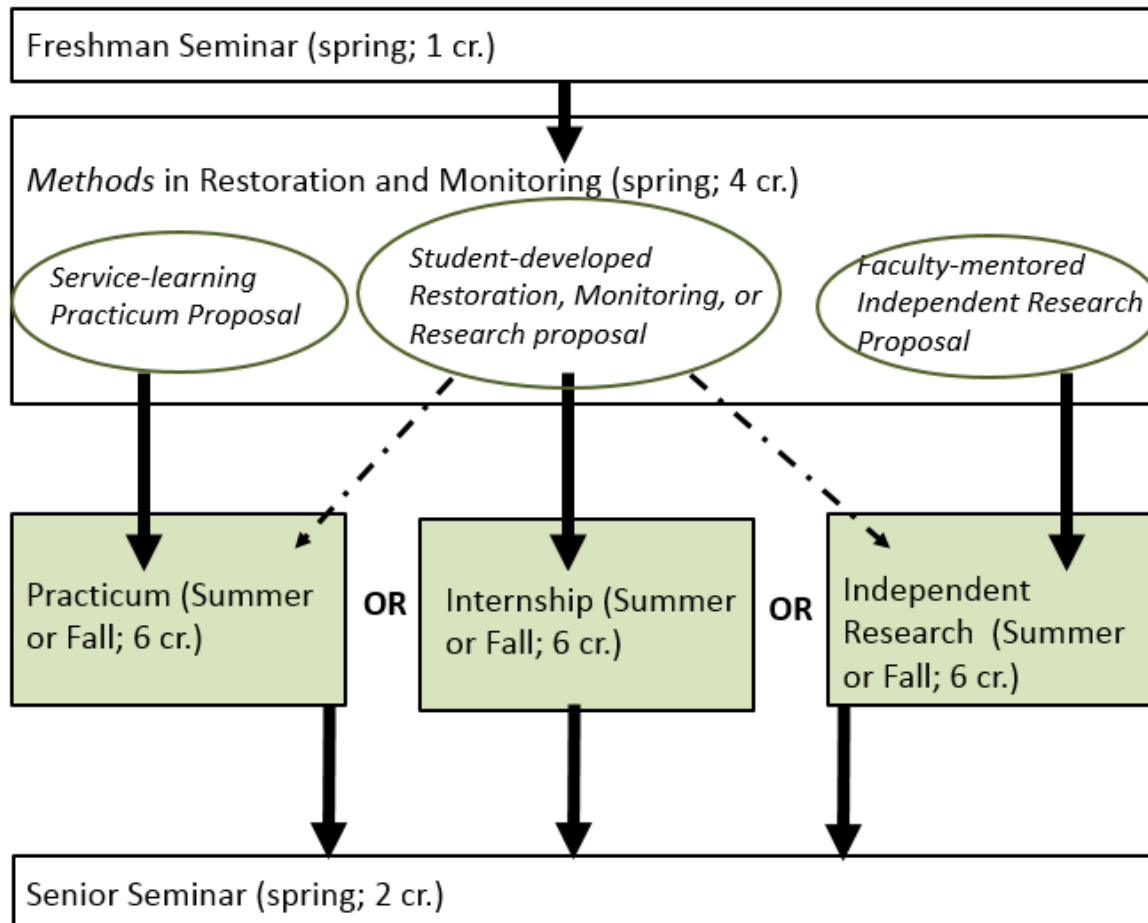 Freshman Seminar (spring; 1 cr.)
Methods in Restoration and Monitoring (spring; 4 cr.)
Service-learning
Practicum Proposal
Student-developed
Restoration, Monitoring, or
Research proposal
Faculty-mentored
Independent Research
Proposal
Practicum (Summer
or Fall; 6 cr.)
OR
Internship (Summer
or Fall; 6 cr.)
OR
Independent
Research (Summer
or Fall; 6 cr.)
Senior Seminar (spring; 2 cr.)